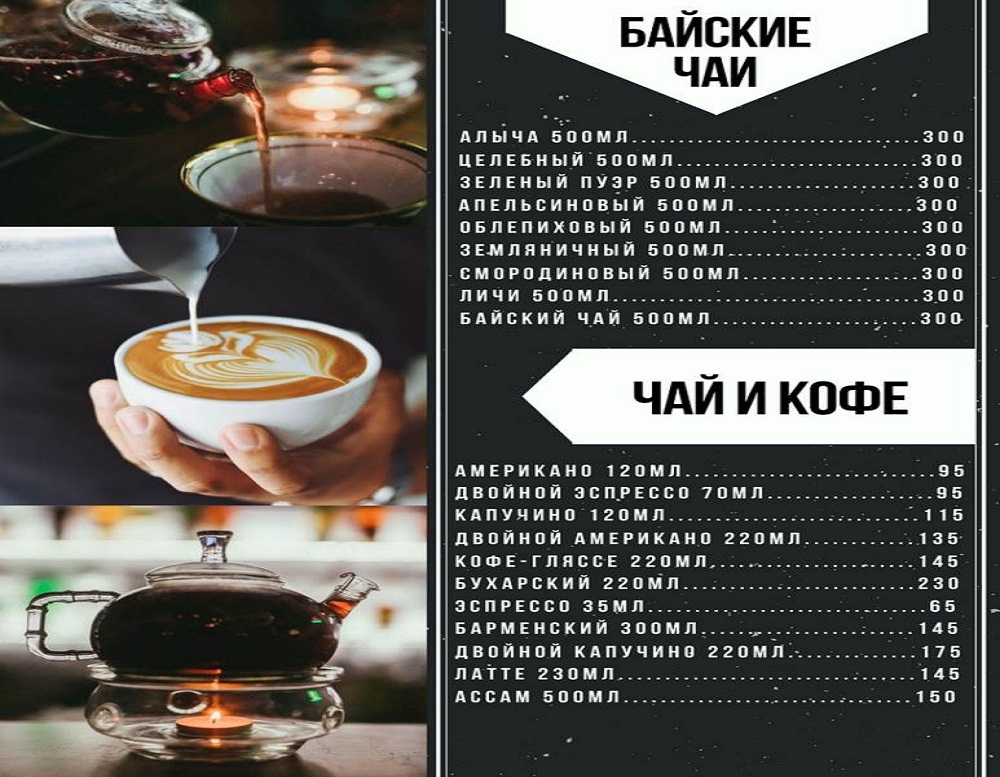 БАЙСКИЕ
ЧАИ
АЛЫЧА 500МЛ..............................300
ЦЕЛЕБНЫЙ 500МЛ..........................300
ЗЕЛЕНЫЙ ПУЭР 500МЛ....................300
АПЕЛЬСИНОВЫЙ 500МЛ...................300
ОБЛЕПИХОВЫЙ 500МЛ.....................300
ЗЕМЛЯНИЧНЫЙ 500МЛ.....................300
СМОРОДИНОВЫЙ 500МЛ...................300
ЛИЧИ 500МЛ................................300
БАЙСКИЙ ЧАЙ 500МЛ......................300
ЧАЙ И КОФЕ
АМЕРИКАНО 120МЛ..........................95
ДВОЙНОЙ ЭСПРЕССО 70МЛ..................95
КАПУЧИНО 120МЛ..........................115
ДВОЙНОЙ АМЕРИКАНО 220МЛ............135
КОФЕ-ГЛЯССЕ 220МЛ.....................145
БУХАРСКИЙ 220МЛ........................230
ЭСПРЕССО 35МЛ............................65
БАРМЕНСКИЙ 300МЛ......................145
ДВОЙНОЙ КАПУЧИНО 220МЛ..............175
ЛАТТЕ 230МЛ..............................145
АССАМ 500МЛ..............................150